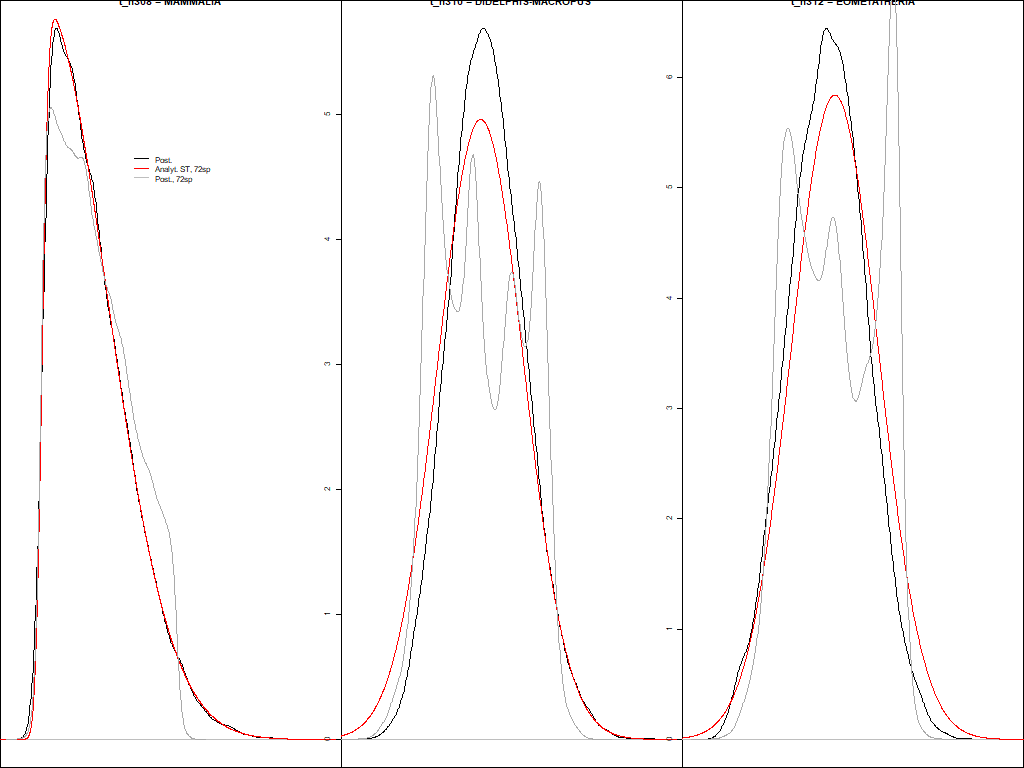 t_n308 = MAMMALIA
t_n310 = DIDELPHIS-MACROPUS
t_n312 = EOMETATHERIA
Post.
Analyt. ST, 72sp
Post., 72sp
5
4
3
2
1
0
6
5
4
3
2
1
0